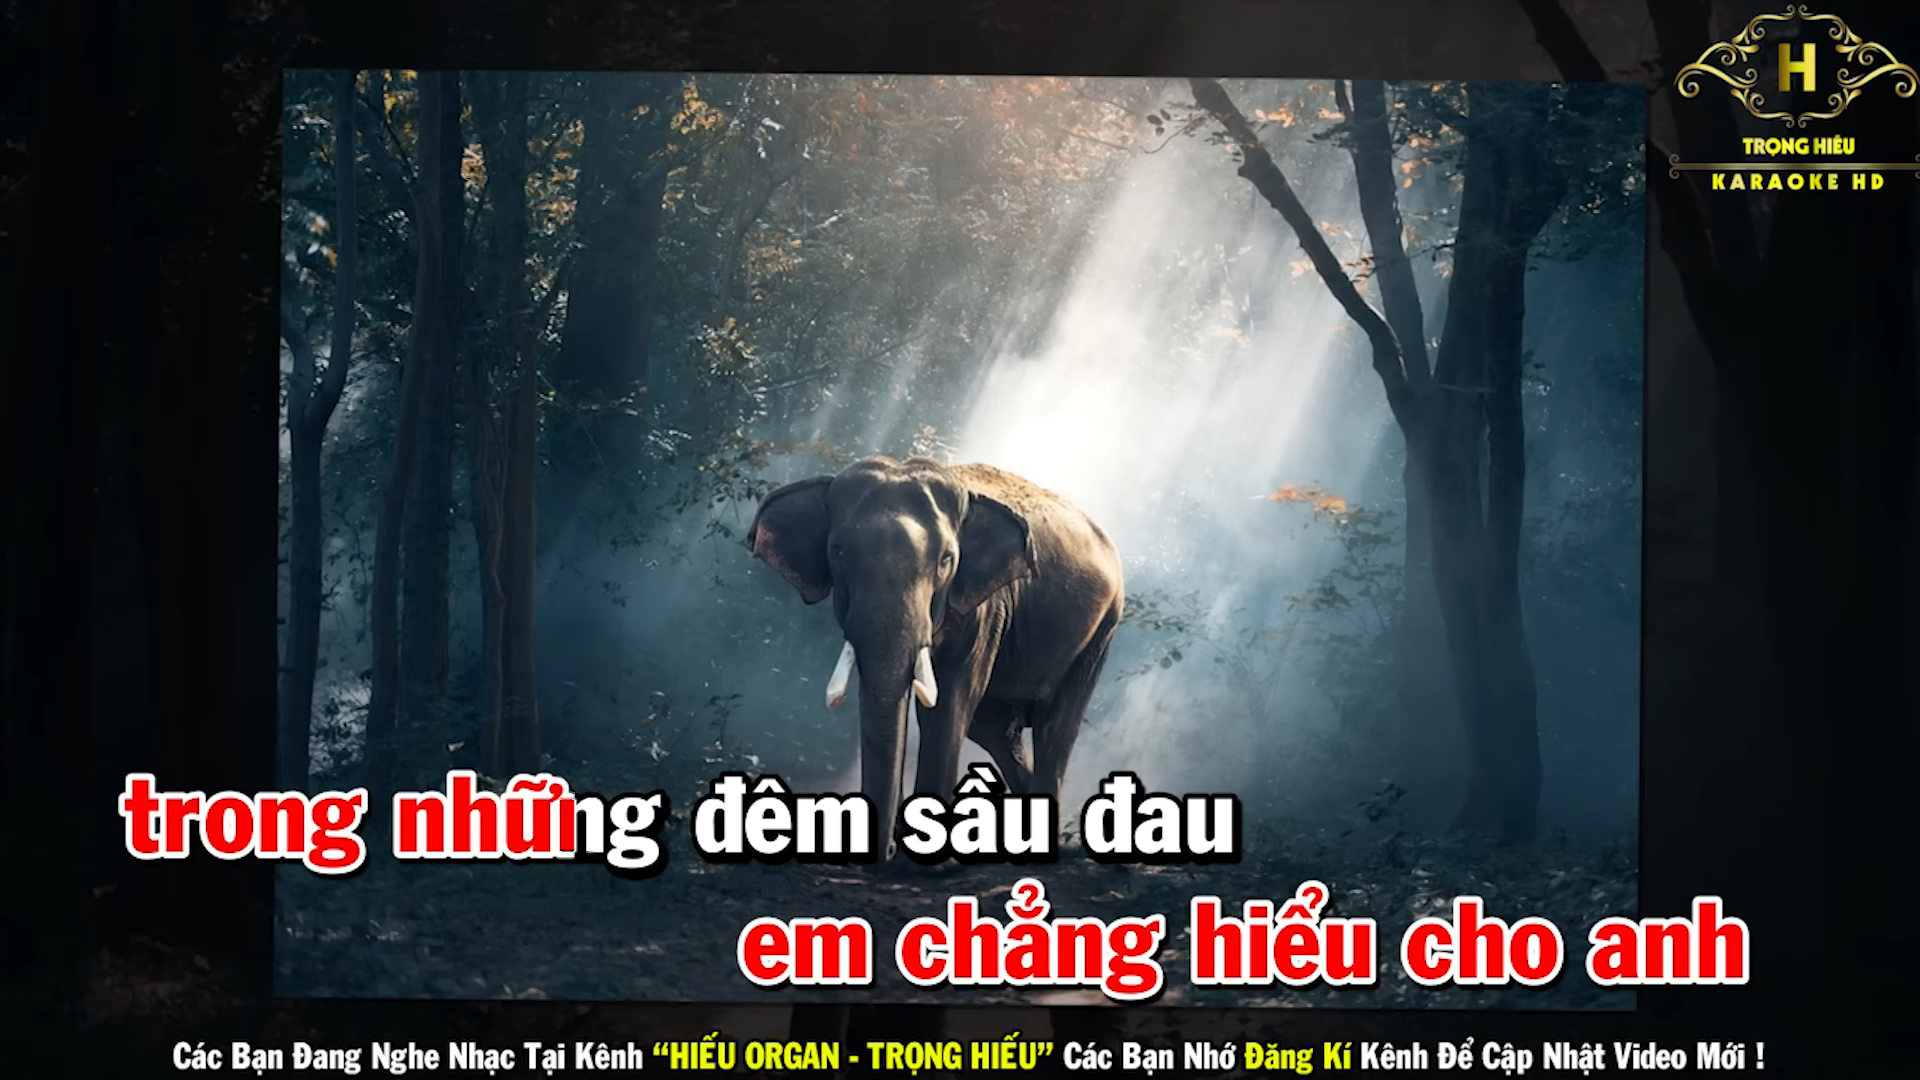 H
TRỌNG HIẾU
KARAOKE HD
trong những đêm sầu đau
em chẳng hiểu cho anh
Các Bạn Đang Nghe Nhạc Tại Kênh “HIẾU ORGAN - TRỌNG HIẾU” Các Bạn Nhớ Đăng Kí Kênh Để Cập Nhật Video Mới !